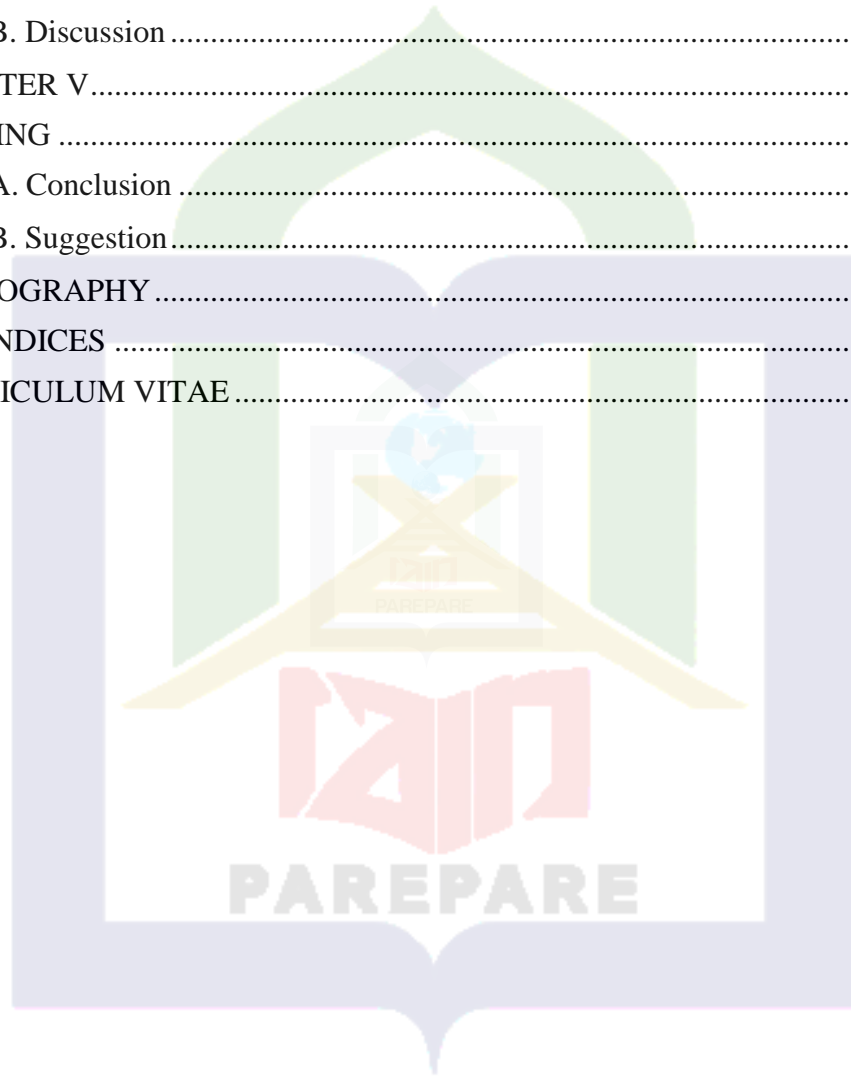 B. Discussion ................................................................
TER V................................................................
ING ................................................................
A. Conclusion ................................................................
B. Suggestion................................................................
OGRAPHY ................................................................
NDICES ................................................................
ICULUM VITAE ................................................................
PAREPARE
PAREPARE